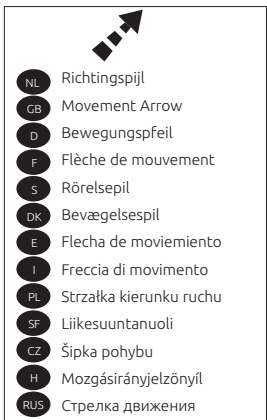 NL Richtingspijl
GB Movement Arrow
D Bewegungspfeil
F Flèche de mouvement
S Rörelsepil
DK Bevægelsespil
E Flecha de moviemiento
I Freccia di movimento
PL Strzałka kierunku ruchu
SF Liikesuuntanuoli
CZ Šipka pohybu
H Mozgásirányjelzönyíl
RUS Стрелка движения